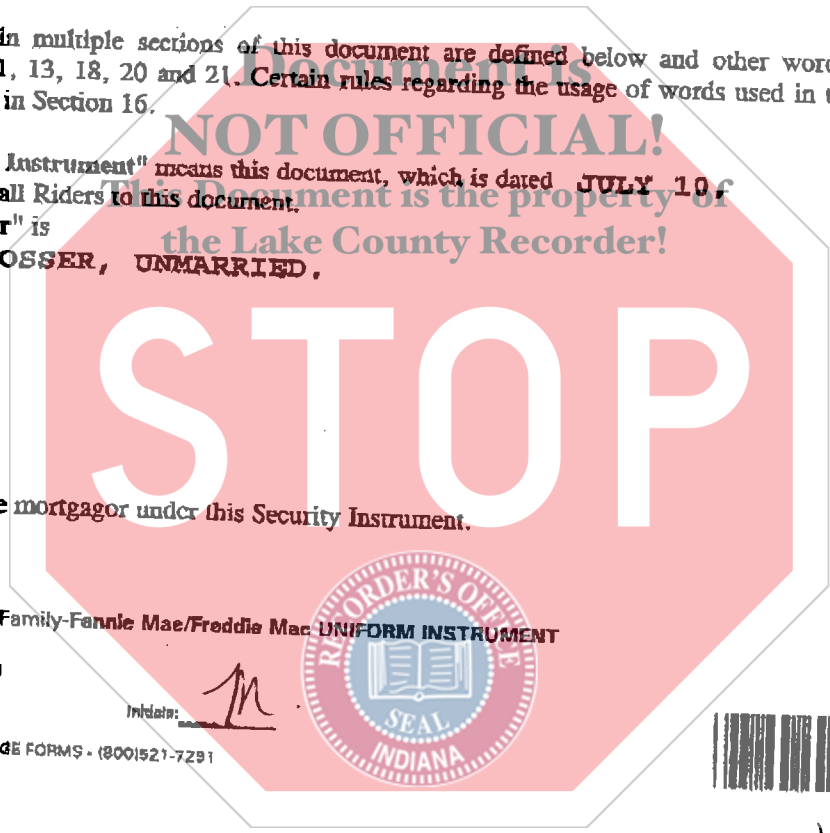 in multiple sections of this document are defined below and other word
1, 13, 18, 20 and 21. Certain rules regarding the usage of words used in t
in Section 16.
Document is
NOT OFFICIAL!
Instrument" means this document, which is dated JULY 10,
all Riders to this document.
This Document is the property of
the Lake County Recorder!
r" is
OSSER, UNMARRIED.
STOP
e mortgagor under this Security Instrument.
Family-Fannie Mae/Freddie Mac UNIFORM INSTRUMENT
RECORDER'S OFFICE
SEAL
INDIANA
Initials:
GE FORMS - (800)521-7291